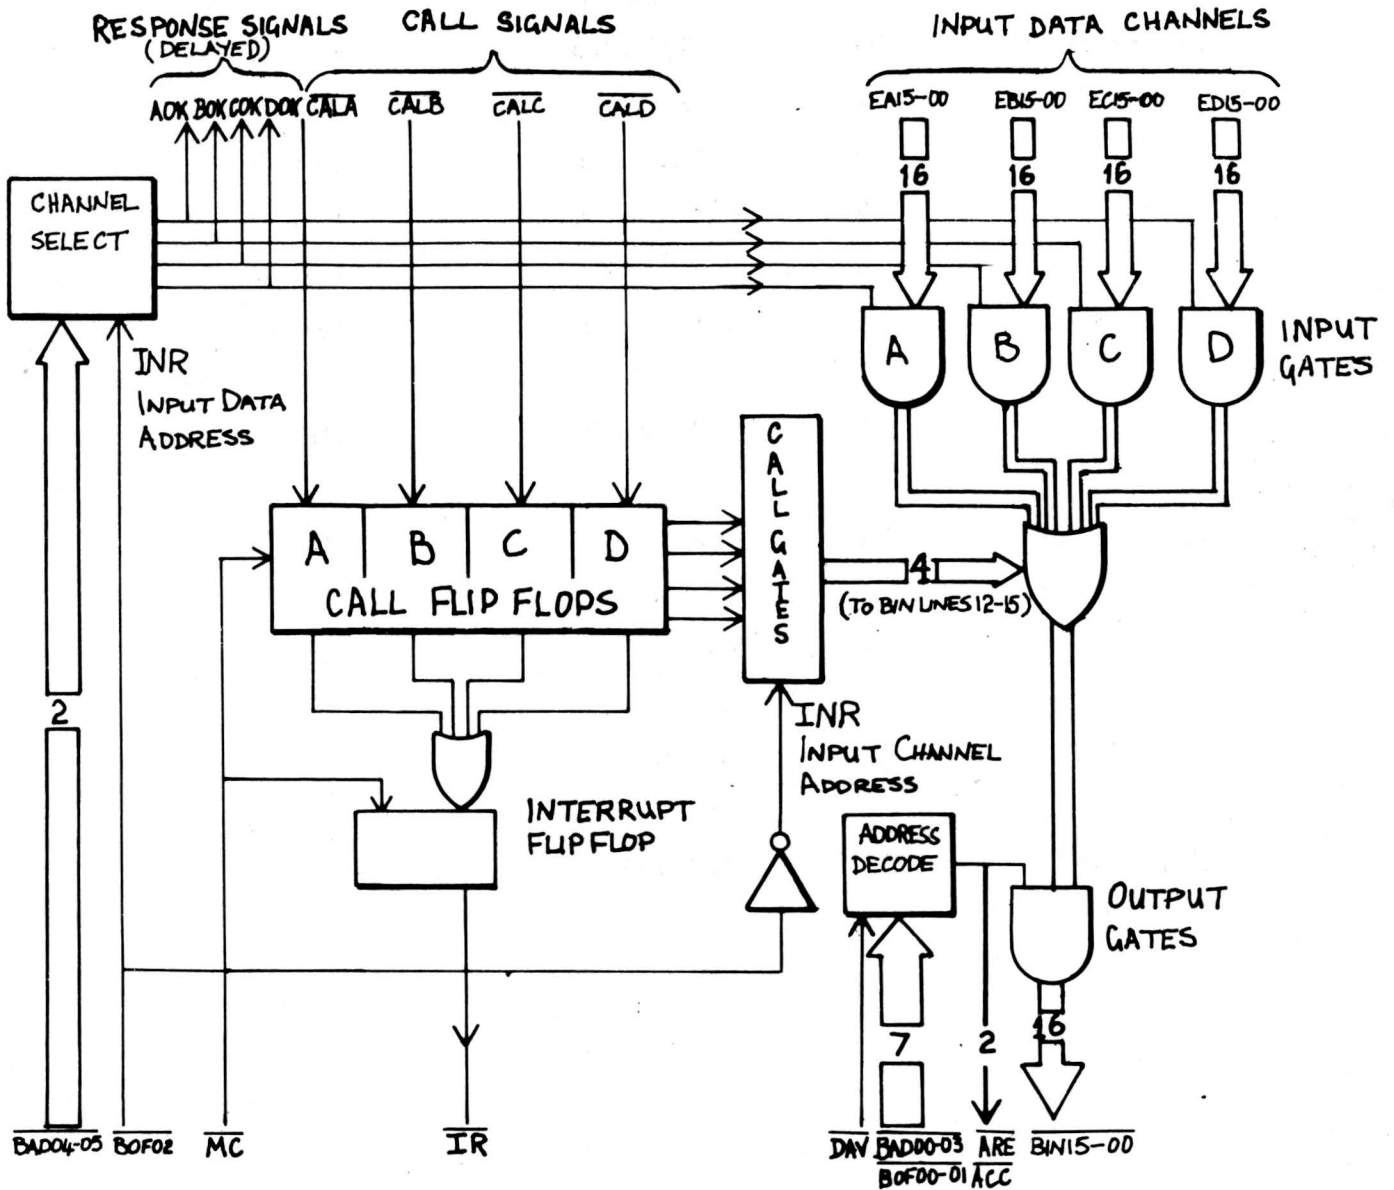 RESPONSE SIGNALS
(DELAYED)
CALL SIGNALS
INPUT DATA CHANNELS
AOK BOK COK DOK CALA CALB CALC CALD
EA15-00 EB15-00 EC15-00 ED15-00
16 16 16 16
CHANNEL
SELECT
A B C D
INPUT
GATES
INR
INPUT DATA
ADDRESS
A B C D
CALL FLIP FLOPS
CALL GATES
4
(TO BIN LINES 12-15)
2
INR
INPUT CHANNEL
ADDRESS
INTERRUPT
FLIP FLOP
ADDRESS
DECODE
OUTPUT
GATES
7 2 16
BAD04-05 BOF02 MC IR DAV BAD00-03 ARE BIN15-00
BOF00-01 ACC